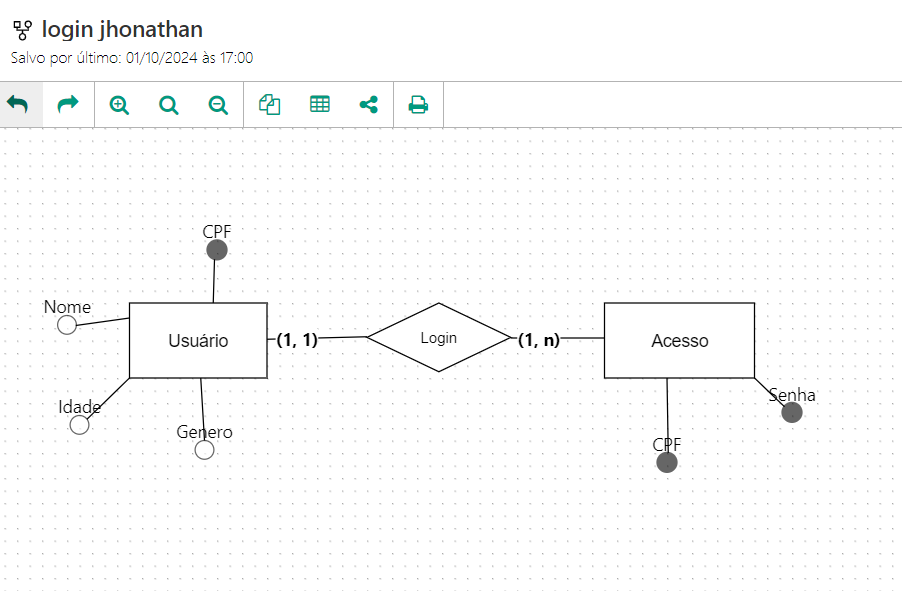 login jhonathan
Salvo por último: 01/10/2024 às 17:00
CPF
Nome
Usuário
(1, 1)
Login
(1, n)
Acesso
Idade
Genero
Senha
CPF